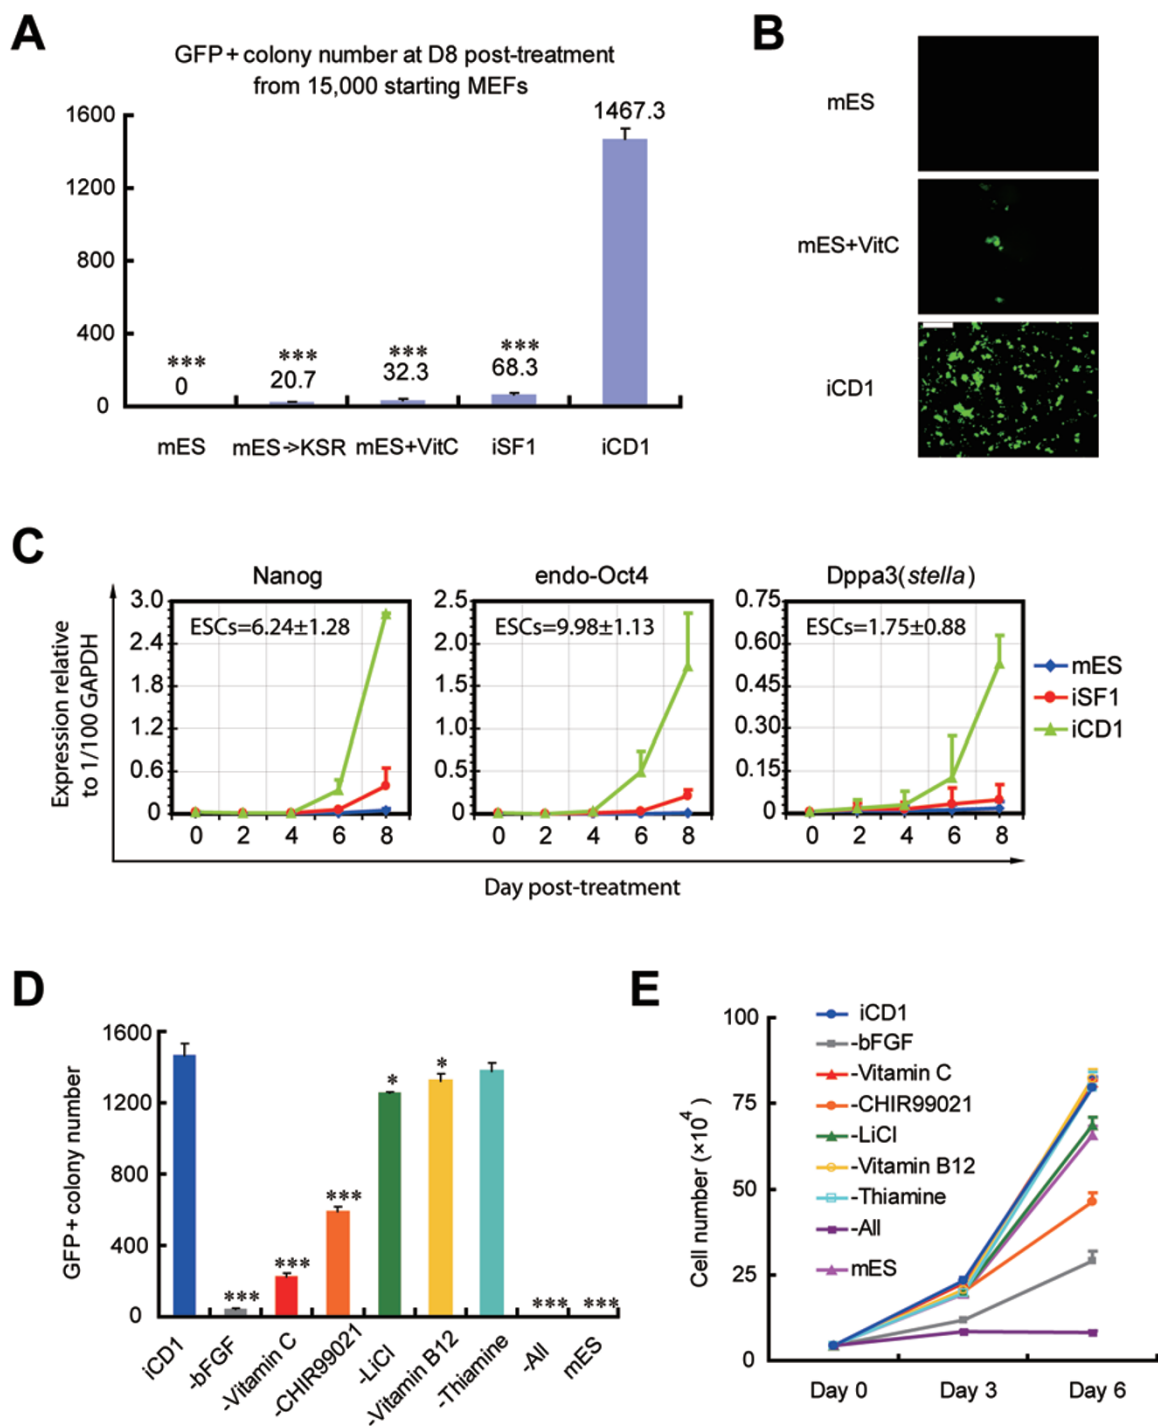 A
GFP+ colony number at D8 post-treatment
from 15,000 starting MEFs
1600
1200
800
400
0
***
0
***
20.7
***
32.3
***
68.3
1467.3
mES
mES->KSR
mES+VitC
iSF1
iCD1
B
mES
mES+VitC
iCD1
C
Expression relative
to 1/100 GAPDH
Nanog
ESCs=6.24±1.28
3.0
2.4
1.8
1.2
0.6
0
0 2 4 6 8
endo-Oct4
ESCs=9.98±1.13
2.5
2.0
1.5
1.0
0.5
0
0 2 4 6 8
Dppa3(stella)
ESCs=1.75±0.88
0.75
0.60
0.45
0.30
0.15
0
0 2 4 6 8
mES
iSF1
iCD1
Day post-treatment
D
GFP+ colony number
1600
1200
800
400
0
***
***
***
*
*
***
***
iCD1
-bFGF
-Vitamin C
-CHIR99021
-LiCl
-Vitamin B12
-Thiamine
-All
mES
E
Cell number (×10⁴)
100
75
50
25
0
iCD1
-bFGF
-Vitamin C
-CHIR99021
-LiCl
-Vitamin B12
-Thiamine
-All
mES
Day 0
Day 3
Day 6